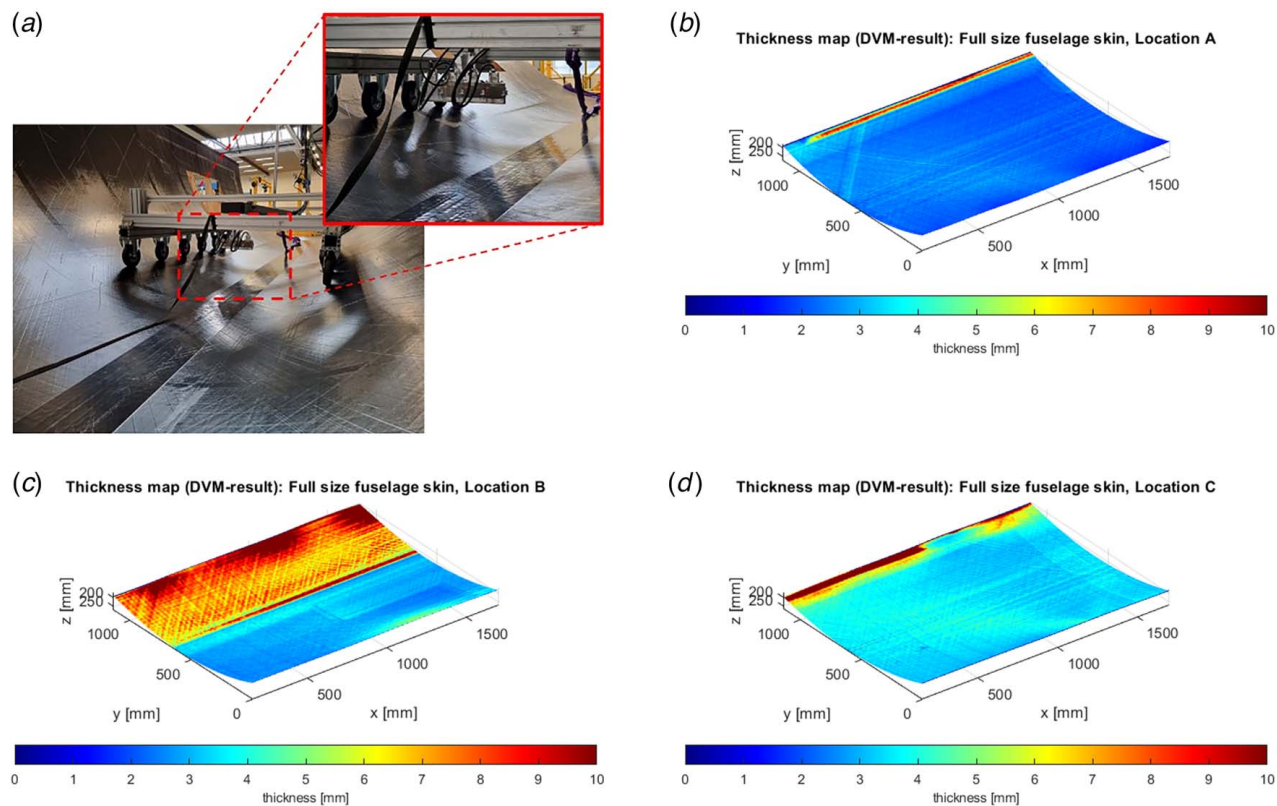 (a)
(b)
Thickness map (DVM-result): Full size fuselage skin, Location A
200
250
z [mm]
1000
500
0
y [mm]
500
1000
1500
x [mm]
0 1 2 3 4 5 6 7 8 9 10
thickness [mm]
(c)
Thickness map (DVM-result): Full size fuselage skin, Location B
200
250
z [mm]
1000
500
0
y [mm]
500
1000
1500
x [mm]
0 1 2 3 4 5 6 7 8 9 10
thickness [mm]
(d)
Thickness map (DVM-result): Full size fuselage skin, Location C
200
250
z [mm]
1000
500
0
y [mm]
500
1000
1500
x [mm]
0 1 2 3 4 5 6 7 8 9 10
thickness [mm]